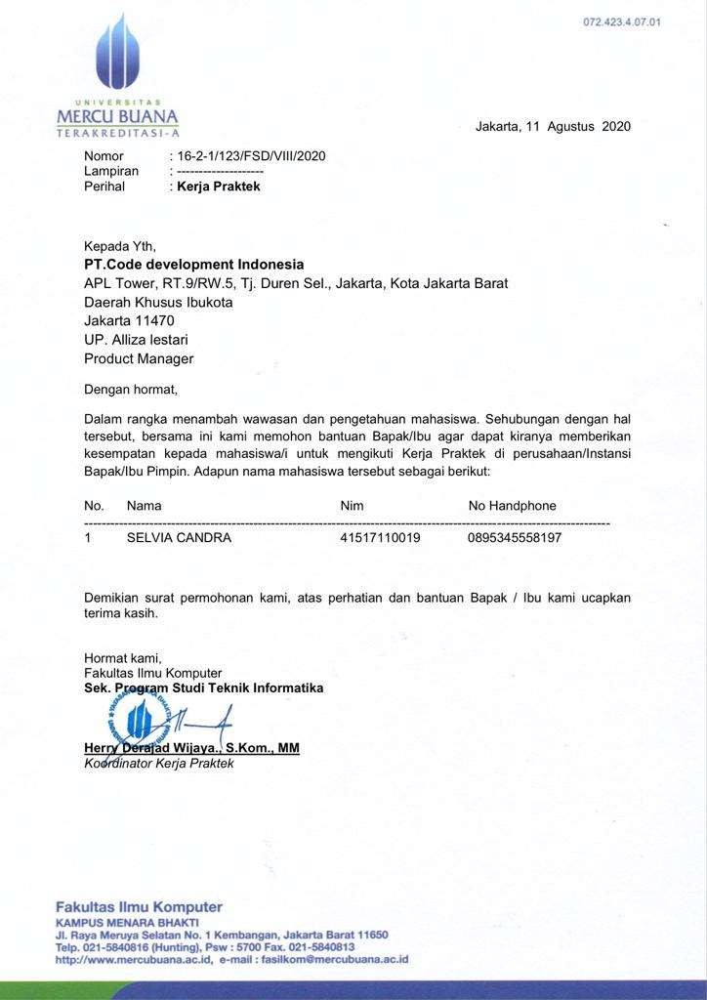 072.423.4.07.01
UNIVERSITAS
MERCU BUANA
TERAKREDITASI-A
Jakarta, 11 Agustus 2020
Nomor : 16-2-1/123/FSD/VIII/2020
Lampiran : --------------------
Perihal : Kerja Praktek
Kepada Yth,
PT.Code development Indonesia
APL Tower, RT.9/RW.5, Tj. Duren Sel., Jakarta, Kota Jakarta Barat
Daerah Khusus Ibukota
Jakarta 11470
UP. Alliza lestari
Product Manager
Dengan hormat,
Dalam rangka menambah wawasan dan pengetahuan mahasiswa. Sehubungan dengan hal
tersebut, bersama ini kami memohon bantuan Bapak/Ibu agar dapat kiranya memberikan
kesempatan kepada mahasiswa/i untuk mengikuti Kerja Praktek di perusahaan/Instansi
Bapak/Ibu Pimpin. Adapun nama mahasiswa tersebut sebagai berikut:
No. Nama Nim No Handphone
1 SELVIA CANDRA 41517110019 0895345558197
Demikian surat permohonan kami, atas perhatian dan bantuan Bapak / Ibu kami ucapkan
terima kasih.
Hormat kami,
Fakultas Ilmu Komputer
Sek. Program Studi Teknik Informatika
Herry Derajad Wijaya., S.Kom., MM
Koordinator Kerja Praktek
Fakultas Ilmu Komputer
KAMPUS MENARA BHAKTI
Jl. Raya Meruya Selatan No. 1 Kembangan, Jakarta Barat 11650
Telp. 021-5840816 (Hunting), Psw : 5700 Fax. 021-5840813
http://www.mercubuana.ac.id, e-mail : fasilkom@mercubuana.ac.id